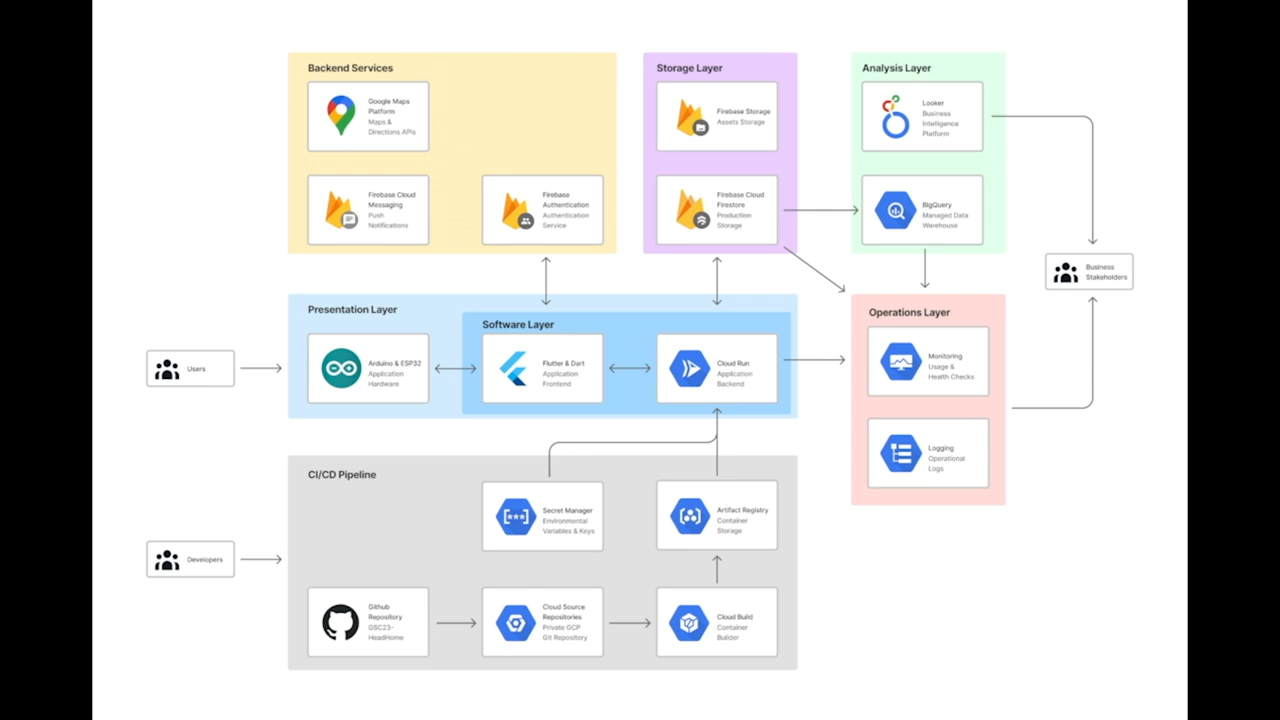 Backend Services
Google Maps
Platform
Maps &
Directions APIs
Firebase Cloud
Messaging
Push
Notifications
Firebase
Authentication
Authentication
Service
Storage Layer
Firebase Storage
Assets Storage
Firebase Cloud
Firestore
Production
Storage
Analysis Layer
Looker
Business
Intelligence
Platform
BigQuery
Managed Data
Warehouse
Business
Stakeholders
Users
Presentation Layer
Arduino & ESP32
Application
Hardware
Software Layer
Flutter & Dart
Application
Frontend
Cloud Run
Application
Backend
Operations Layer
Monitoring
Usage &
Health Checks
Logging
Operational
Logs
Developers
CI/CD Pipeline
Secret Manager
Environmental
Variables & Keys
Artifact Registry
Container
Storage
Github
Repository
GSC23-
HeadHome
Cloud Source
Repositories
Private GCP
Git Repository
Cloud Build
Container
Builder